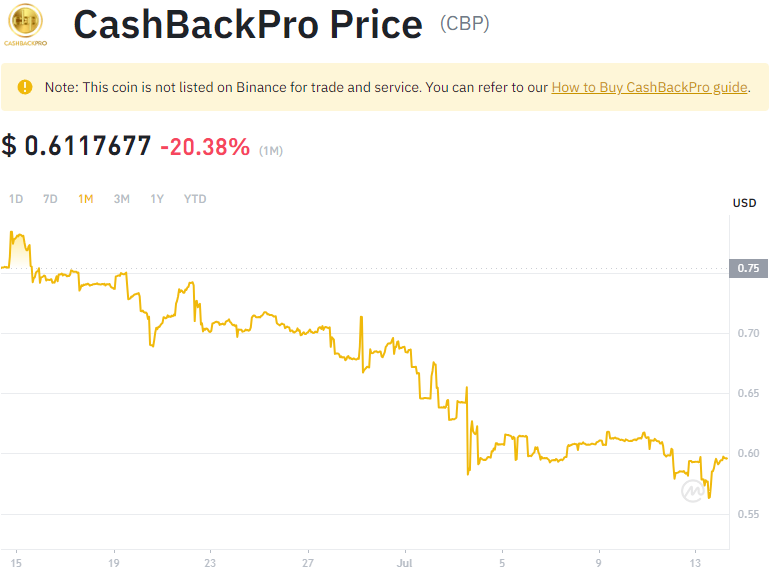 CASHBACKPRO
CashBackPro Price (CBP)
Note: This coin is not listed on Binance for trade and service. You can refer to our How to Buy CashBackPro guide.
$ 0.6117677 -20.38% (1M)
1D 7D 1M 3M 1Y YTD
USD
0.75
0.70
0.65
0.60
0.55
15 19 23 27 Jul 5 9 13